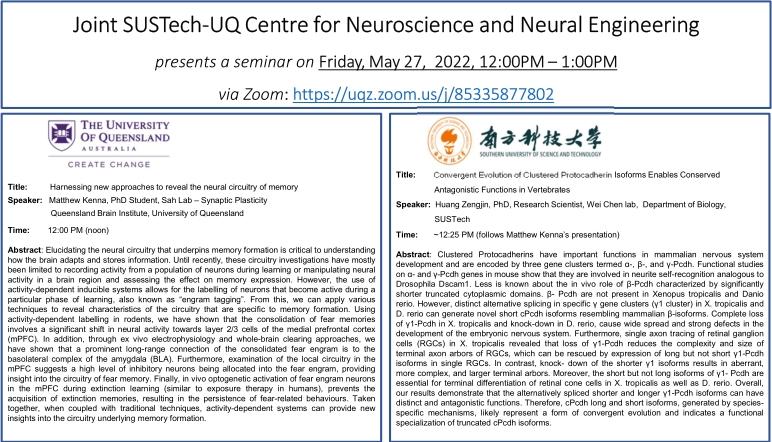 Joint SUSTech-UQ Centre for Neuroscience and Neural Engineering
presents a seminar on Friday, May 27, 2022, 12:00PM – 1:00PM
via Zoom: https://uqz.zoom.us/j/85335877802
THE UNIVERSITY
OF QUEENSLAND
AUSTRALIA
CREATE CHANGE
Title: Harnessing new approaches to reveal the neural circuitry of memory
Speaker: Matthew Kenna, PhD Student, Sah Lab – Synaptic Plasticity
Queensland Brain Institute, University of Queensland
Time: 12:00 PM (noon)
Abstract: Elucidating the neural circuitry that underpins memory formation is critical to understanding
how the brain adapts and stores information. Until recently, these circuitry investigations have mostly
been limited to recording activity from a population of neurons during learning or manipulating neural
activity in a brain region and assessing the effect on memory expression. However, the use of
activity-dependent inducible systems allows for the labelling of neurons that become active during a
particular phase of learning, also known as “engram tagging”. From this, we can apply various
techniques to reveal characteristics of the circuitry that are specific to memory formation. Using
activity-dependent labelling in rodents, we have shown that the consolidation of fear memories
involves a significant shift in neural activity towards layer 2/3 cells of the medial prefrontal cortex
(mPFC). In addition, through ex vivo electrophysiology and whole-brain clearing approaches, we
have shown that a prominent long-range connection of the consolidated fear engram is to the
basolateral complex of the amygdala (BLA). Furthermore, examination of the local circuitry in the
mPFC suggests a high level of inhibitory neurons being allocated into the fear engram, providing
insight into the circuitry of fear memory. Finally, in vivo optogenetic activation of fear engram neurons
in the mPFC during extinction learning (similar to exposure therapy in humans), prevents the
acquisition of extinction memories, resulting in the persistence of fear-related behaviours. Taken
together, when coupled with traditional techniques, activity-dependent systems can provide new
insights into the circuitry underlying memory formation.
南方科技大学
SOUTHERN UNIVERSITY OF SCIENCE AND TECHNOLOGY
Title: Convergent Evolution of Clustered Protocadherin Isoforms Enables Conserved
Antagonistic Functions in Vertebrates
Speaker: Huang Zengjin, PhD, Research Scientist, Wei Chen lab, Department of Biology,
SUSTech
Time: ~12:25 PM (follows Matthew Kenna’s presentation)
Abstract: Clustered Protocadherins have important functions in mammalian nervous system
development and are encoded by three gene clusters termed α-, β-, and γ-Pcdh. Functional studies
on α- and γ-Pcdh genes in mouse show that they are involved in neurite self-recognition analogous to
Drosophila Dscam1. Less is known about the in vivo role of β-Pcdh characterized by significantly
shorter truncated cytoplasmic domains. β- Pcdh are not present in Xenopus tropicalis and Danio
rerio. However, distinct alternative splicing in specific γ gene clusters (γ1 cluster) in X. tropicalis and
D. rerio can generate novel short cPcdh isoforms resembling mammalian β-isoforms. Complete loss
of γ1-Pcdh in X. tropicalis and knock-down in D. rerio, cause wide spread and strong defects in the
development of the embryonic nervous system. Furthermore, single axon tracing of retinal ganglion
cells (RGCs) in X. tropicalis revealed that loss of γ1-Pcdh reduces the complexity and size of
terminal axon arbors of RGCs, which can be rescued by expression of long but not short γ1-Pcdh
isoforms in single RGCs. In contrast, knock- down of the shorter γ1 isoforms results in aberrant,
more complex, and larger terminal arbors. Moreover, the short but not long isoforms of γ1- Pcdh are
essential for terminal differentiation of retinal cone cells in X. tropicalis as well as D. rerio. Overall,
our results demonstrate that the alternatively spliced shorter and longer γ1-Pcdh isoforms can have
distinct and antagonistic functions. Therefore, cPcdh long and short isoforms, generated by species-
specific mechanisms, likely represent a form of convergent evolution and indicates a functional
specialization of truncated cPcdh isoforms.